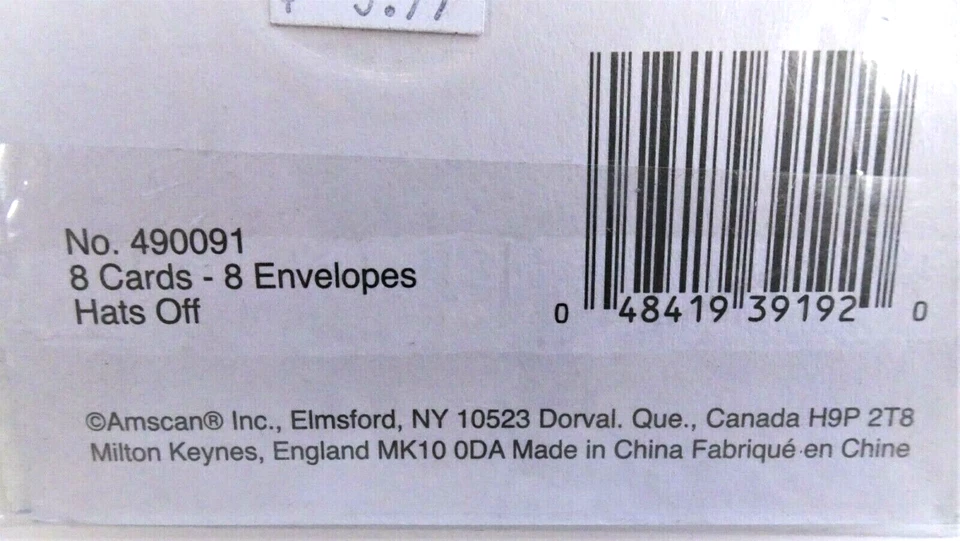 No. 490091
8 Cards - 8 Envelopes
Hats Off
0 48419 39192 0
©Amscan® Inc., Elmsford, NY 10523 Dorval. Que., Canada H9P 2T8
Milton Keynes, England MK10 0DA Made in China Fabriqué en Chine